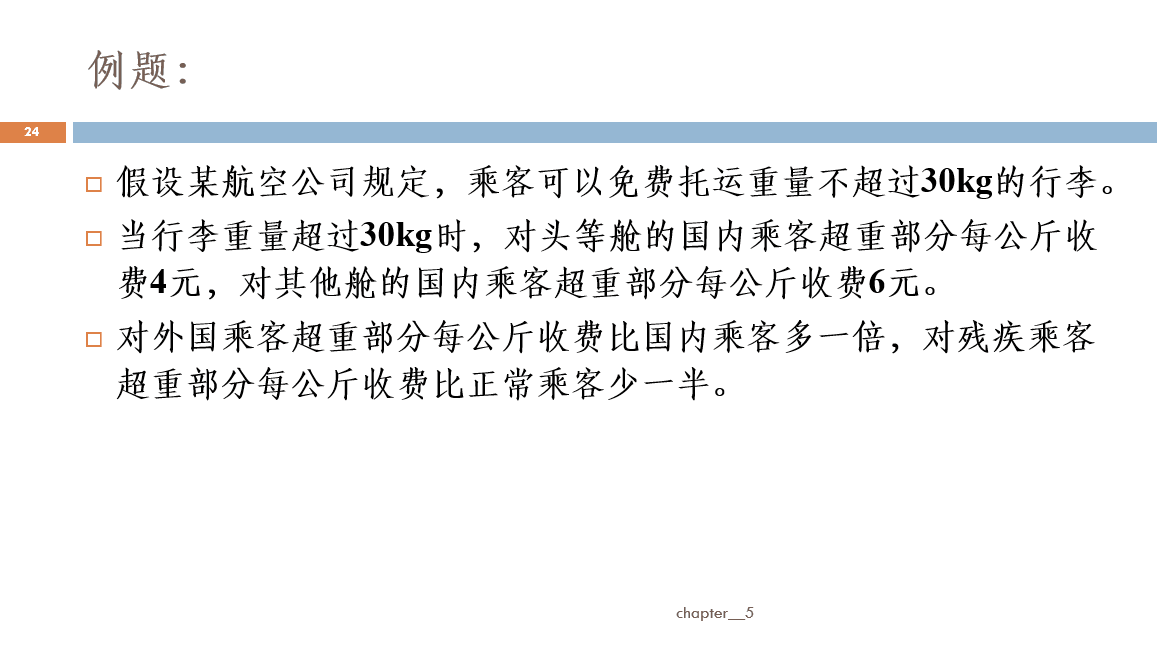 例题：
24
假设某航空公司规定，乘客可以免费托运重量不超过30kg的行李。
当行李重量超过30kg时，对头等舱的国内乘客超重部分每公斤收
费4元，对其他舱的国内乘客超重部分每公斤收费6元。
对外国乘客超重部分每公斤收费比国内乘客多一倍，对残疾乘客
超重部分每公斤收费比正常乘客少一半。
chapter__5